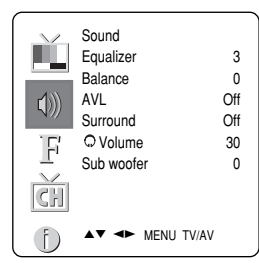 Sound
Equalizer 3
Balance 0
AVL Off
Surround Off
Volume 30
Sub woofer 0
F
CH
i
▲▼ ◄► MENU TV/AV